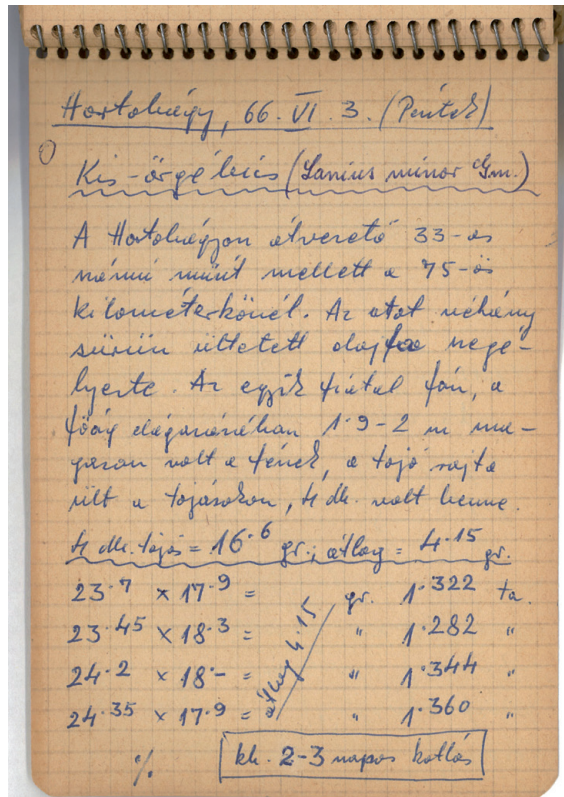 Hortobágy, 66. VI. 3. (Péntek)
Kis-őrgébics (Lanius minor Gm.)
A Hortobágyon átvezető 33-as
számú műút mellett a 75-ös
kilométerkőnél. Az utat néhány
sűrűn ültetett olajfa szegé-
lyezte. Az egyik fiatal fán, a
főág elágazásában 1.9-2 m ma-
gasan volt a fészek, a tojó rajta
ült a tojásokon, 4 db. volt benne.
4 db. tojás = 16.6 gr.; átlag = 4.15 gr.
23.7 × 17.9 = gr. 1.322 ta.
23.45 × 18.3 = " 1.282 "
24.2 × 18.- = " 1.344 "
24.35 × 17.9 = " 1.360 "
átlag 4.15
%. kb. 2-3 napos kotlás